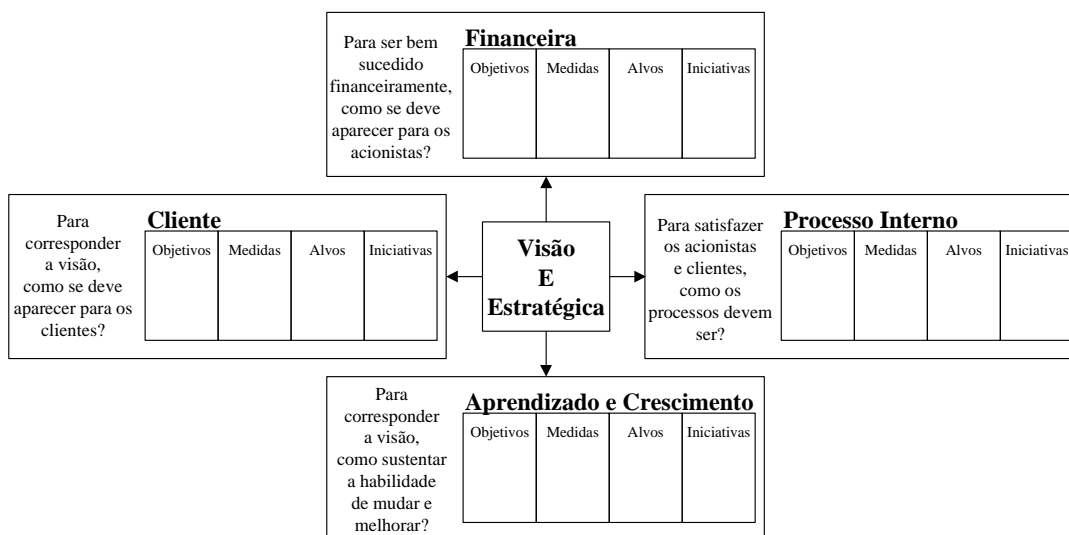 Financeira
Para ser bem
sucedido
financeiramente,
como se deve
aparecer para os
acionistas?
Objetivos
Medidas
Alvos
Iniciativas
Cliente
Para
corresponder
a visão,
como se deve
aparecer para os
clientes?
Objetivos
Medidas
Alvos
Iniciativas
Visão
E
Estratégica
Processo Interno
Para satisfazer
os acionistas
e clientes,
como os
processos devem
ser?
Objetivos
Medidas
Alvos
Iniciativas
Aprendizado e Crescimento
Para
corresponder
a visão,
como sustentar
a habilidade
de mudar e
melhorar?
Objetivos
Medidas
Alvos
Iniciativas